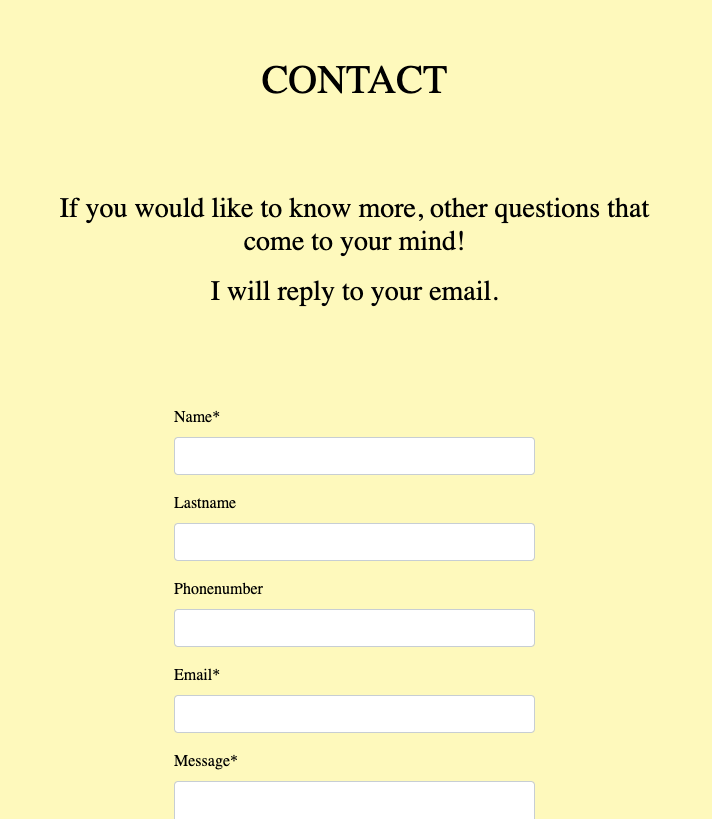 CONTACT
If you would like to know more, other questions that
come to your mind!
I will reply to your email.
Name*
Lastname
Phonenumber
Email*
Message*